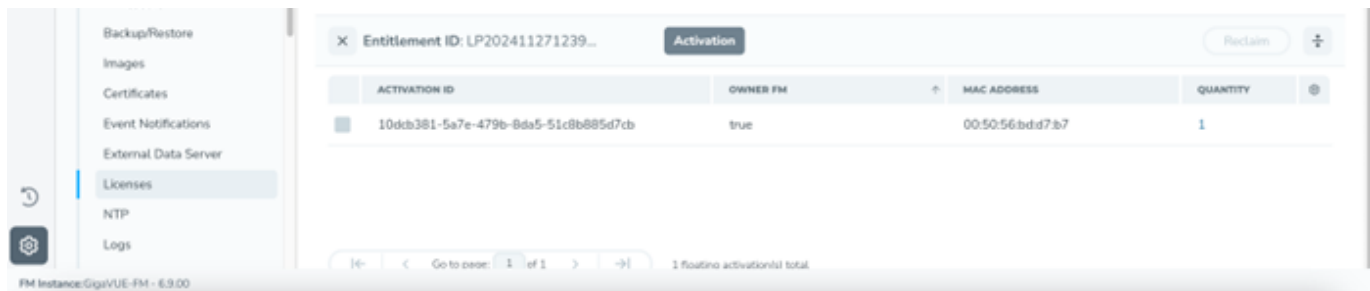 Backup/Restore
Images
Certificates
Event Notifications
External Data Server
Licenses
NTP
Logs
Entitlement ID: LP202411271239...
Activation
Reclaim
ACTIVATION ID OWNER FM MAC ADDRESS QUANTITY
10dcb381-5a7e-479b-8da5-51c8b885d7cb true 00:50:56:bd:d7:b7 1
Go to page: 1 of 1
1 floating activation(s) total
FM Instance:GigaVUE-FM - 6.9.00